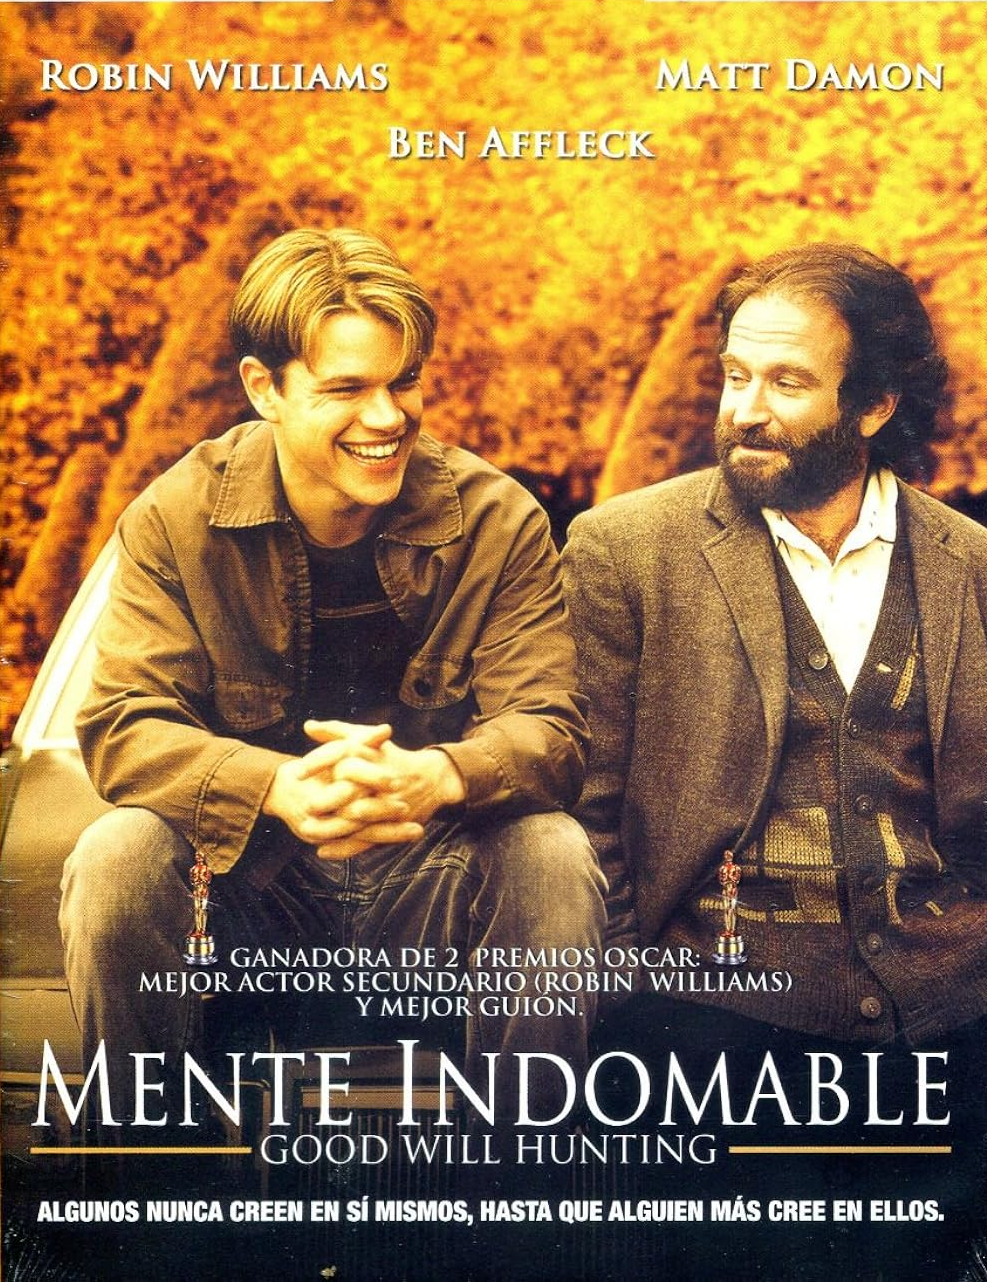 ROBIN WILLIAMS MATT DAMON
BEN AFFLECK
GANADORA DE 2 PREMIOS OSCAR:
MEJOR ACTOR SECUNDARIO (ROBIN WILLIAMS)
Y MEJOR GUIÓN.
MENTE INDOMABLE
GOOD WILL HUNTING
ALGUNOS NUNCA CREEN EN SÍ MISMOS, HASTA QUE ALGUIEN MÁS CREE EN ELLOS.